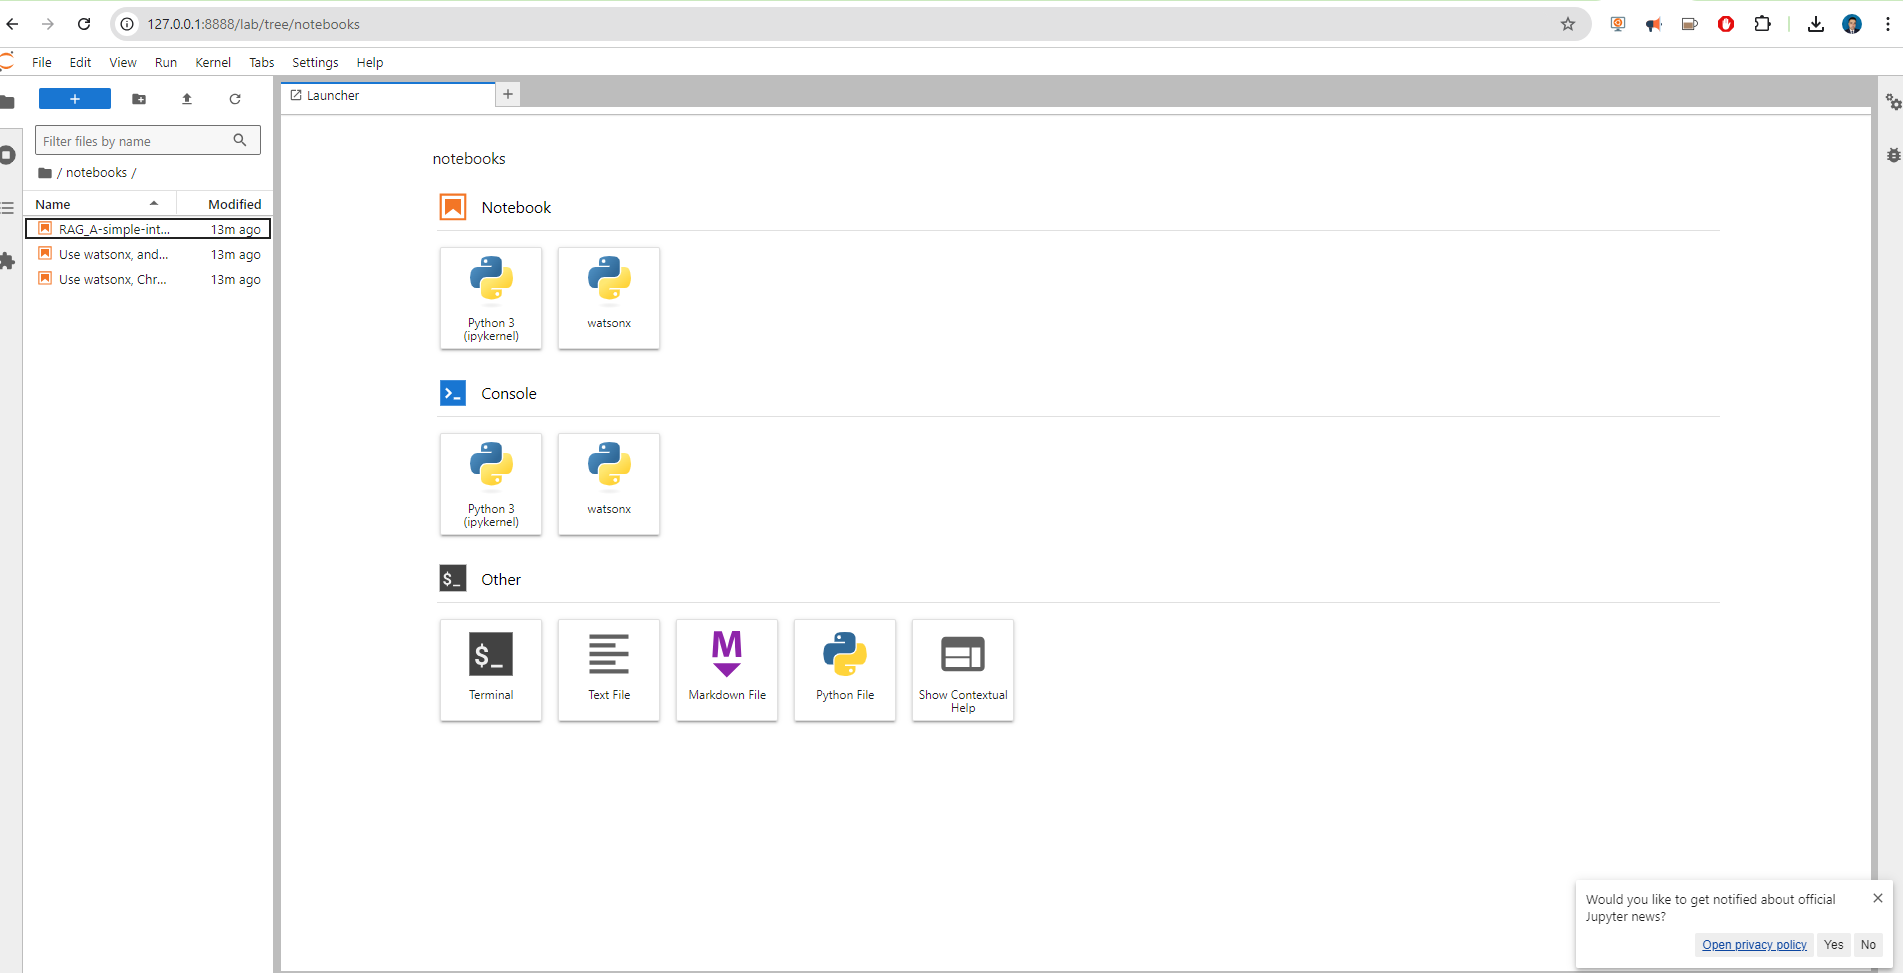 127.0.0.1:8888/lab/tree/notebooks
File Edit View Run Kernel Tabs Settings Help
Launcher
Filter files by name
/ notebooks /
Name Modified
RAG_A-simple-int... 13m ago
Use watsonx, and... 13m ago
Use watsonx, Chr... 13m ago
notebooks
Notebook
Python 3
(ipykernel)
watsonx
Console
Python 3
(ipykernel)
watsonx
$_ Other
$_
Terminal
Text File
M
Markdown File
Python File
Show Contextual
Help
Would you like to get notified about official
Jupyter news?
Open privacy policy Yes No